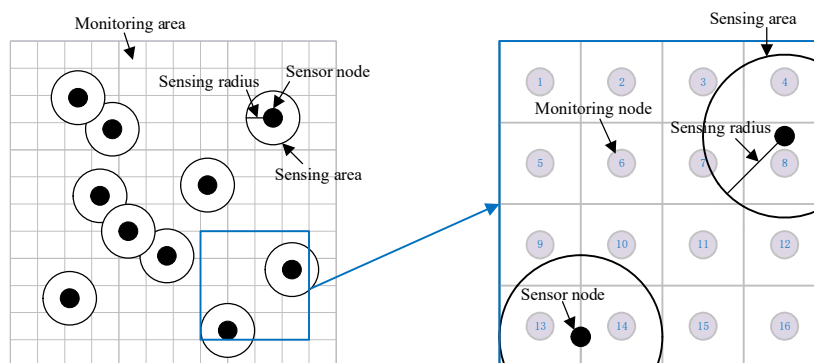 Monitoring area
Sensing radius
Sensor node
Sensing area
Sensing area
1
2
3
4
Monitoring node
Sensing radius
5
6
7
8
9
10
11
12
Sensor node
13
14
15
16